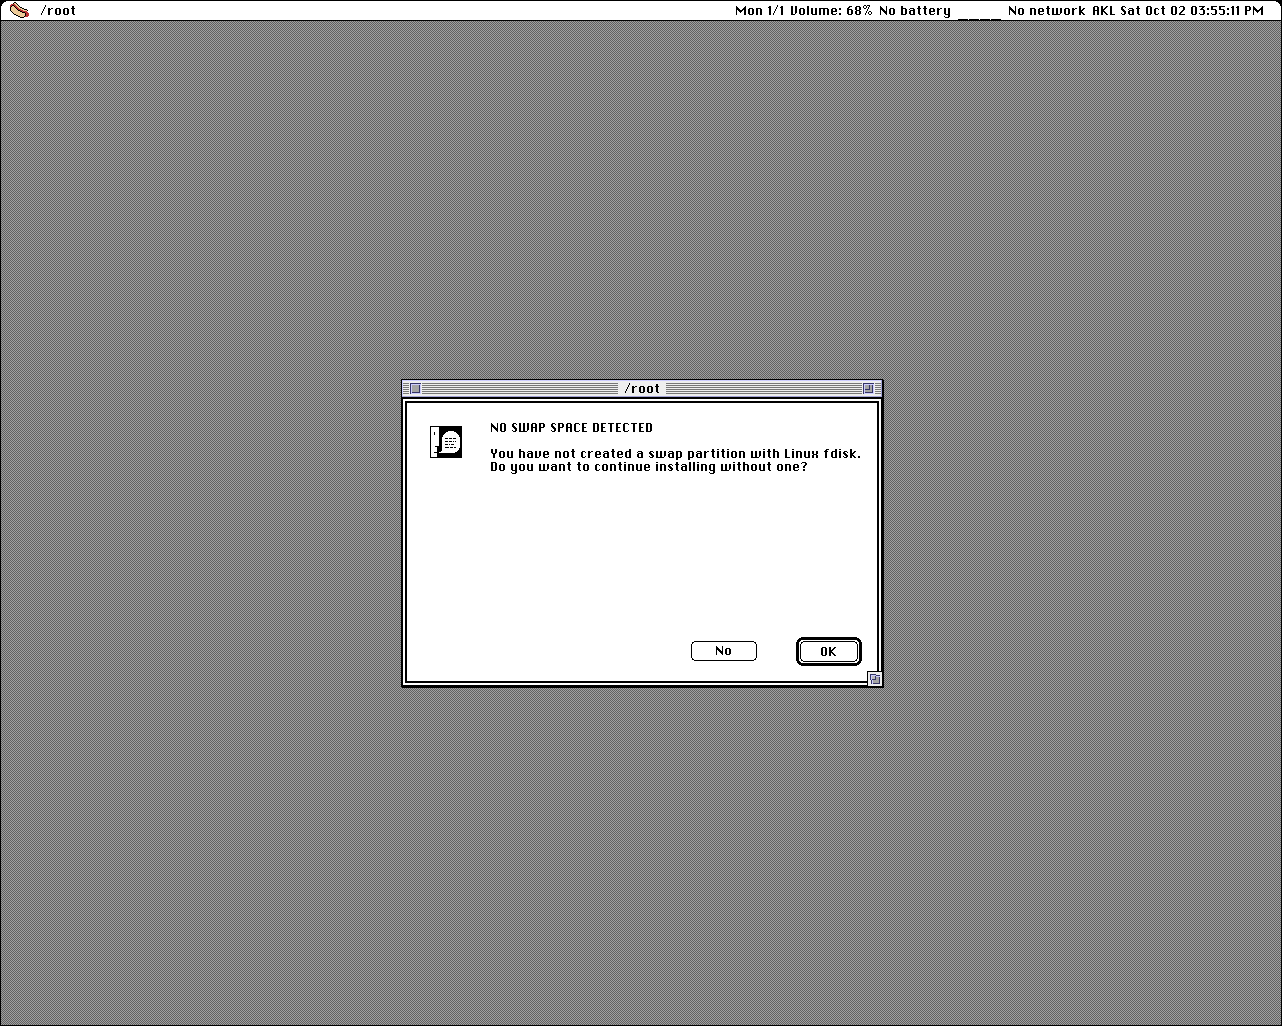 /root
Mon 1/1 Volume: 68% No battery ____ No network AKL Sat Oct 02 03:55:11 PM
/root
NO SWAP SPACE DETECTED
You have not created a swap partition with Linux fdisk.
Do you want to continue installing without one?
No
OK